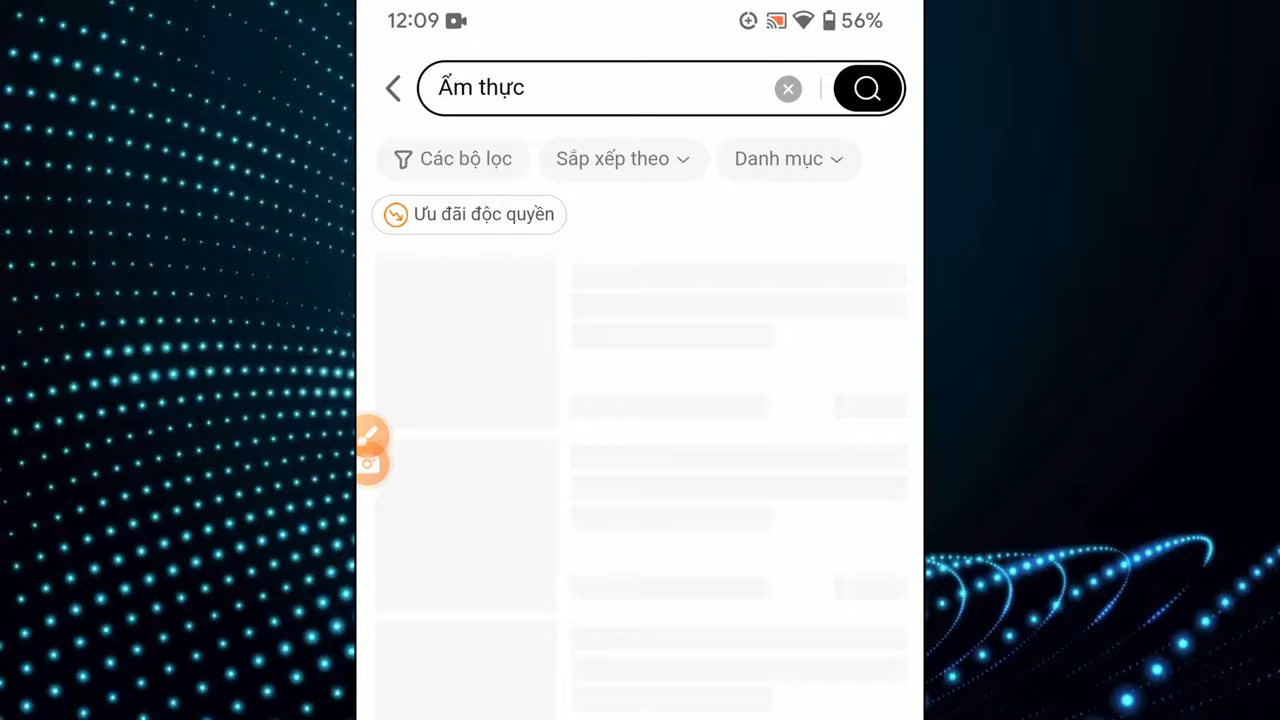 12:09 56%
Ẩm thực
Các bộ lọc Sắp xếp theo Danh mục
Ưu đãi độc quyền